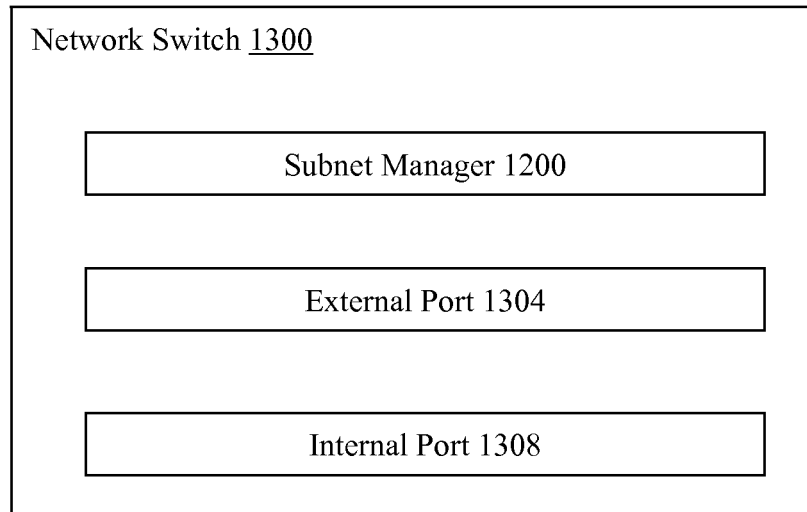 Network Switch 1300
Subnet Manager 1200
External Port 1304
Internal Port 1308